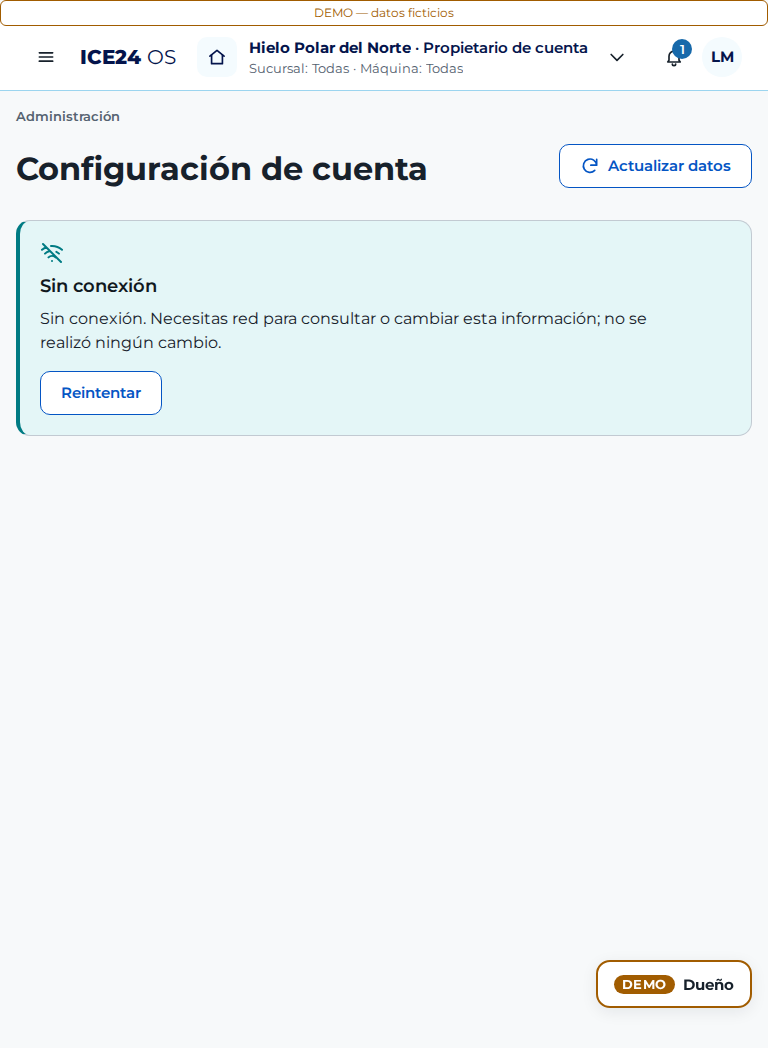 DEMO — datos ficticios
ICE24 OS
Hielo Polar del Norte · Propietario de cuenta
Sucursal: Todas · Máquina: Todas
1
LM
Administración
Configuración de cuenta
Actualizar datos
Sin conexión
Sin conexión. Necesitas red para consultar o cambiar esta información; no se
realizó ningún cambio.
Reintentar
DEMO Dueño